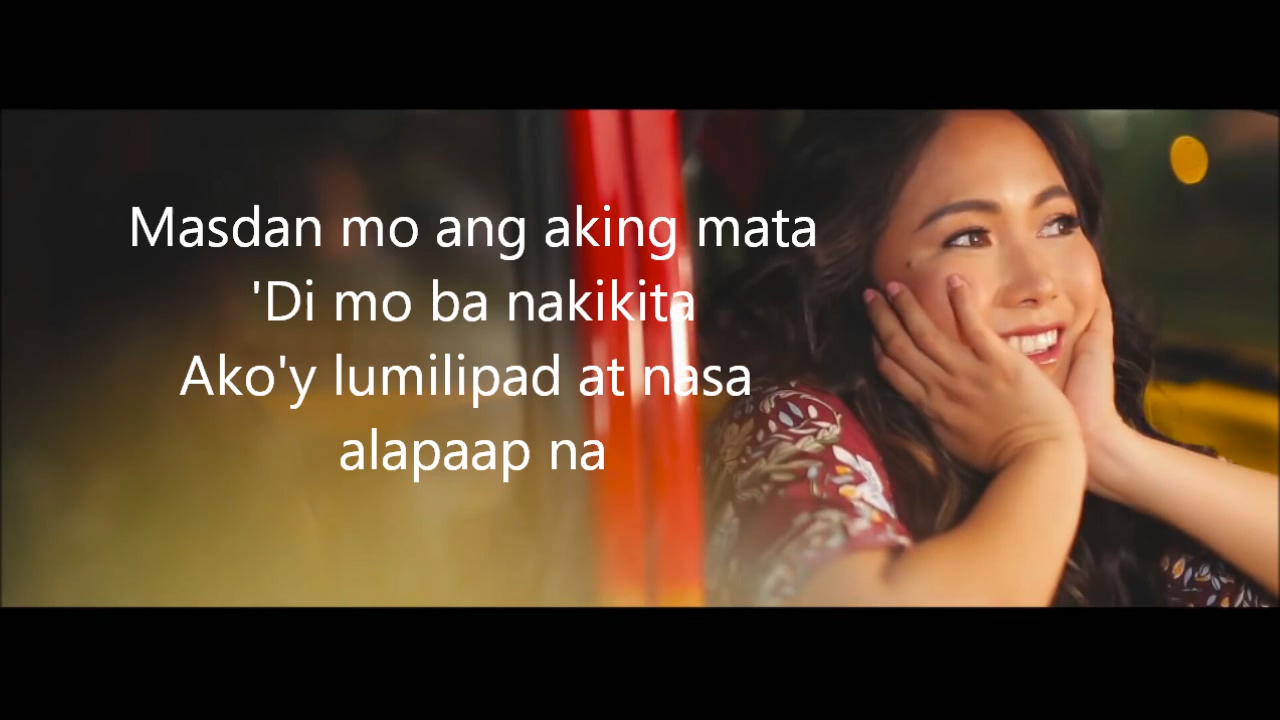 Masdan mo ang aking mata
'Di mo ba nakikita
Ako'y lumilipad at nasa
alapaap na